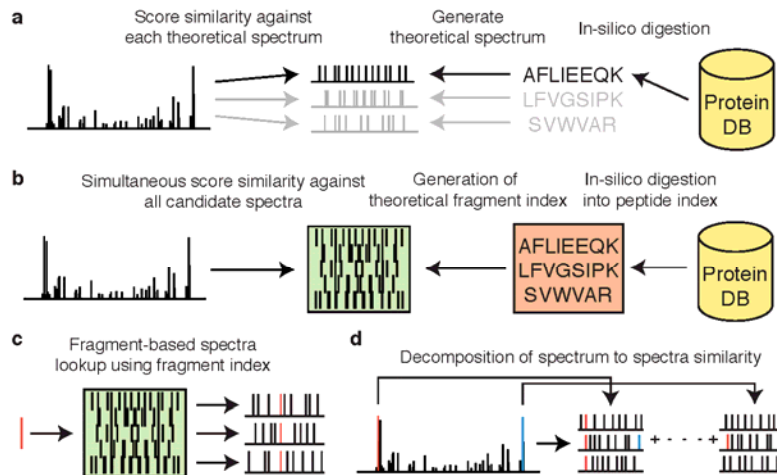 a
Score similarity against
each theoretical spectrum
Generate
theoretical spectrum
In-silico digestion
AFLIEEQK
LFVGSIPK
SVWVAR
Protein
DB
b
Simultaneous score similarity against
all candidate spectra
Generation of
theoretical fragment index
In-silico digestion
into peptide index
AFLIEEQK
LFVGSIPK
SVWVAR
Protein
DB
c
Fragment-based spectra
lookup using fragment index
d
Decomposition of spectrum to spectra similarity
+ - - - - +